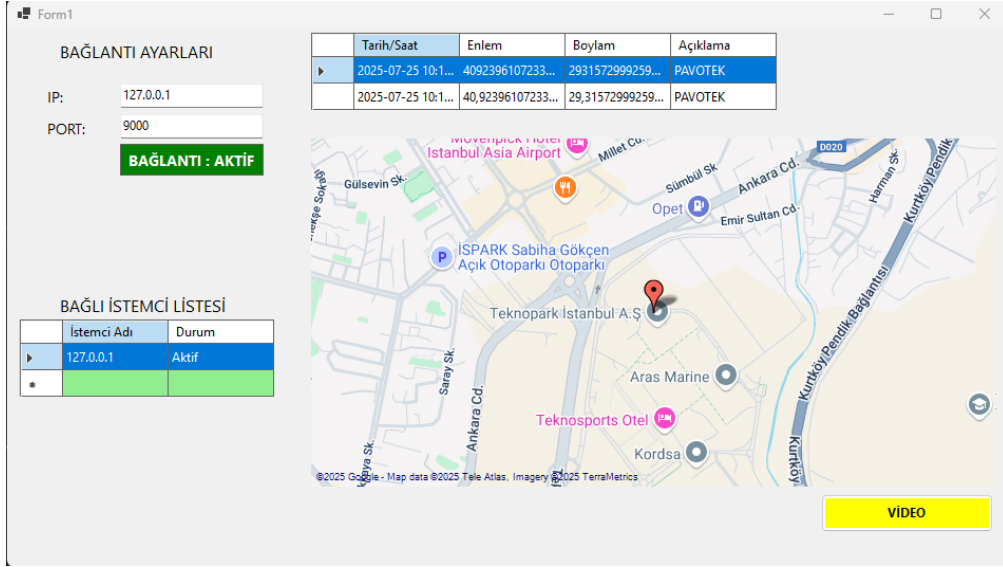 Form1
BAĞLANTI AYARLARI
IP:
127.0.0.1
PORT:
9000
BAĞLANTI : AKTİF
BAĞLI İSTEMCİ LİSTESİ
İstemci Adı Durum
127.0.0.1 Aktif
Tarih/Saat Enlem Boylam Açıklama
2025-07-25 10:1... 4092396107233... 2931572999259... PAVOTEK
2025-07-25 10:1... 40,92396107233... 29,31572999259... PAVOTEK
Mövenpick Hotel
Istanbul Asia Airport
Millet Cd.
D020
Gülsevin Sk.
Sümbül Sk
Ankara Cd.
Harman Sk.
Kurtköy Pendik
Opet
Emir Sultan Cd.
P
İSPARK Sabiha Gökçen
Açık Otoparkı Otoparkı
Teknopark İstanbul A.Ş
Kurtköy Pendik Bağlantısı
Saray Sk.
Aras Marine
Ankara Cd.
Teknosports Otel
Kordsa
Kurtköy
©2025 Google - Map data ©2025 Tele Atlas, Imagery ©2025 TerraMetrics
VİDEO